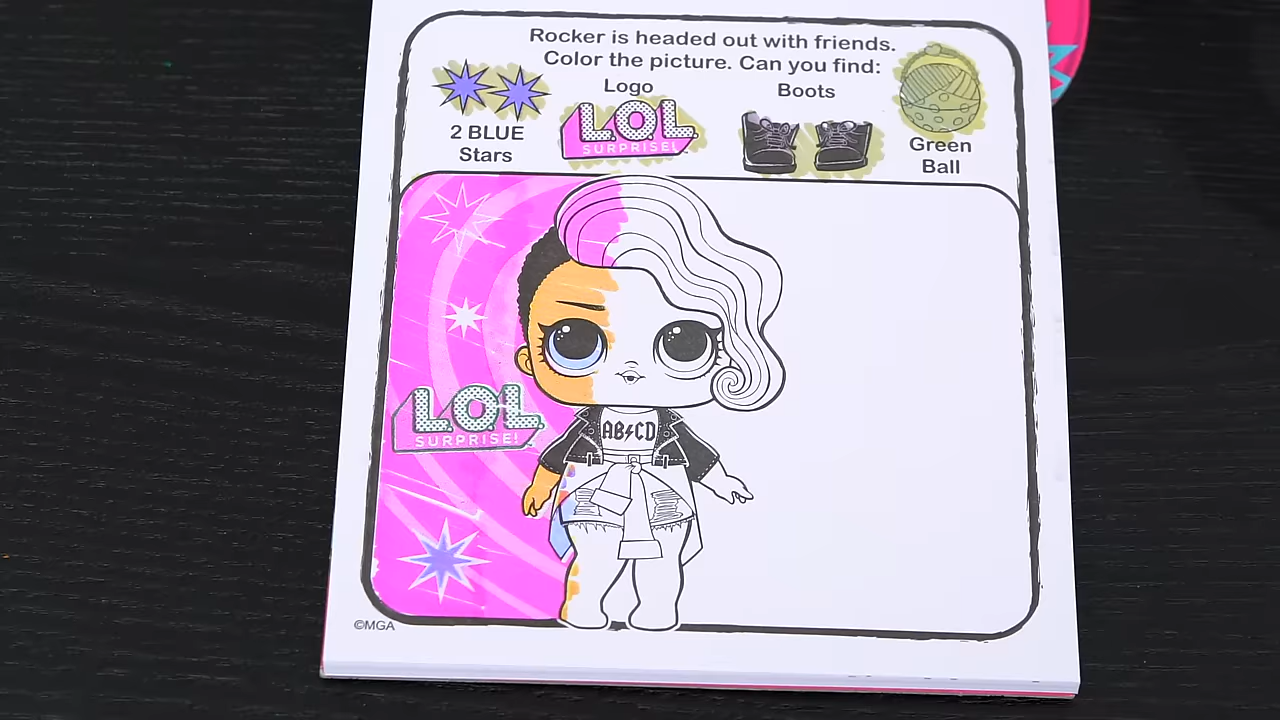 Rocker is headed out with friends.
Color the picture. Can you find:
2 BLUE
Stars
Logo
L.O.L.
SURPRISE!
Boots
Green
Ball
L.O.L.
SURPRISE!
AB CD
©MGA